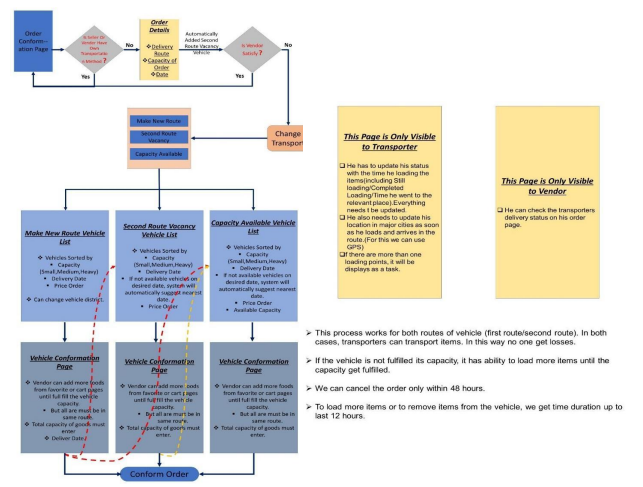 Order
Conform--
ation Page
Is Seler Or
Vendor Have
Own
Transportatio
n Method ?
No
Yes
Order
Details
❖Delivery
Route
❖Capacity of
Order
❖Date
Automatically
Added Second
Route Vacancy
Vehicle
Is Vendor
Satisfy ?
No
Yes
Change
Transport
Make New Route
Second Route
Vacancy
Capacity Available
Make New Route Vehicle
List
❖ Vehicles Sorted by
• Capacity
(Small,Medium,Heavy)
• Delivery Date
• Price Order
❖ Can change vehicle district.
Second Route Vacancy
Vehicle List
❖ Vehicles Sorted by
• Capacity
(Small,Medium,Heavy)
• Delivery Date
• If not available vehicles on
desired date, system will
automatically suggest nearest
date.
• Price Order
Capacity Available Vehicle
List
❖ Vehicles Sorted by
• Capacity
(Small,Medium,Heavy)
• Delivery Date
• If not available vehicles on
desired date, system will
automatically suggest nearest
date.
• Price Order
• Available Capacity
Vehicle Conformation
Page
❖ Vendor can add more foods
from favorite or cart pages
until full fill the vehicle
capacity.
• But all are must be in
same route.
❖ Total capacity of goods must
enter
❖ Deliver Date
Vehicle Conformation
Page
❖ Vendor can add more foods
from favorite or cart pages
until full fill the vehicle
capacity.
• But all are must be in
same route.
❖ Total capacity of goods must
enter.
Vehicle Conformation
Page
❖ Vendor can add more foods
from favorite or cart pages
until full fill the vehicle
capacity.
• But all are must be in
same route.
❖ Total capacity of goods must
enter.
Conform Order
This Page is Only Visible
to Transporter
❑ He has to update his status
with the time he loading the
items(including Still
loading/Completed
Loading/Time he went to the
relevant place).Everything
needs t be updated.
❑ He also needs to update his
location in major cities as soon
as he loads and arrives in the
route.(For this we can use
GPS)
❑if there are more than one
loading points, it will be
displays as a task.
This Page is Only Visible
to Vendor
❑ He can check the transporters
delivery status on his order
page.
➢ This process works for both routes of vehicle (first route/second route). In both
cases, transporters can transport items. In this way no one get losses.
➢ If the vehicle is not fulfilled its capacity, it has ability to load more items until the
capacity get fulfilled.
➢ We can cancel the order only within 48 hours.
➢ To load more items or to remove items from the vehicle, we get time duration up to
last 12 hours.